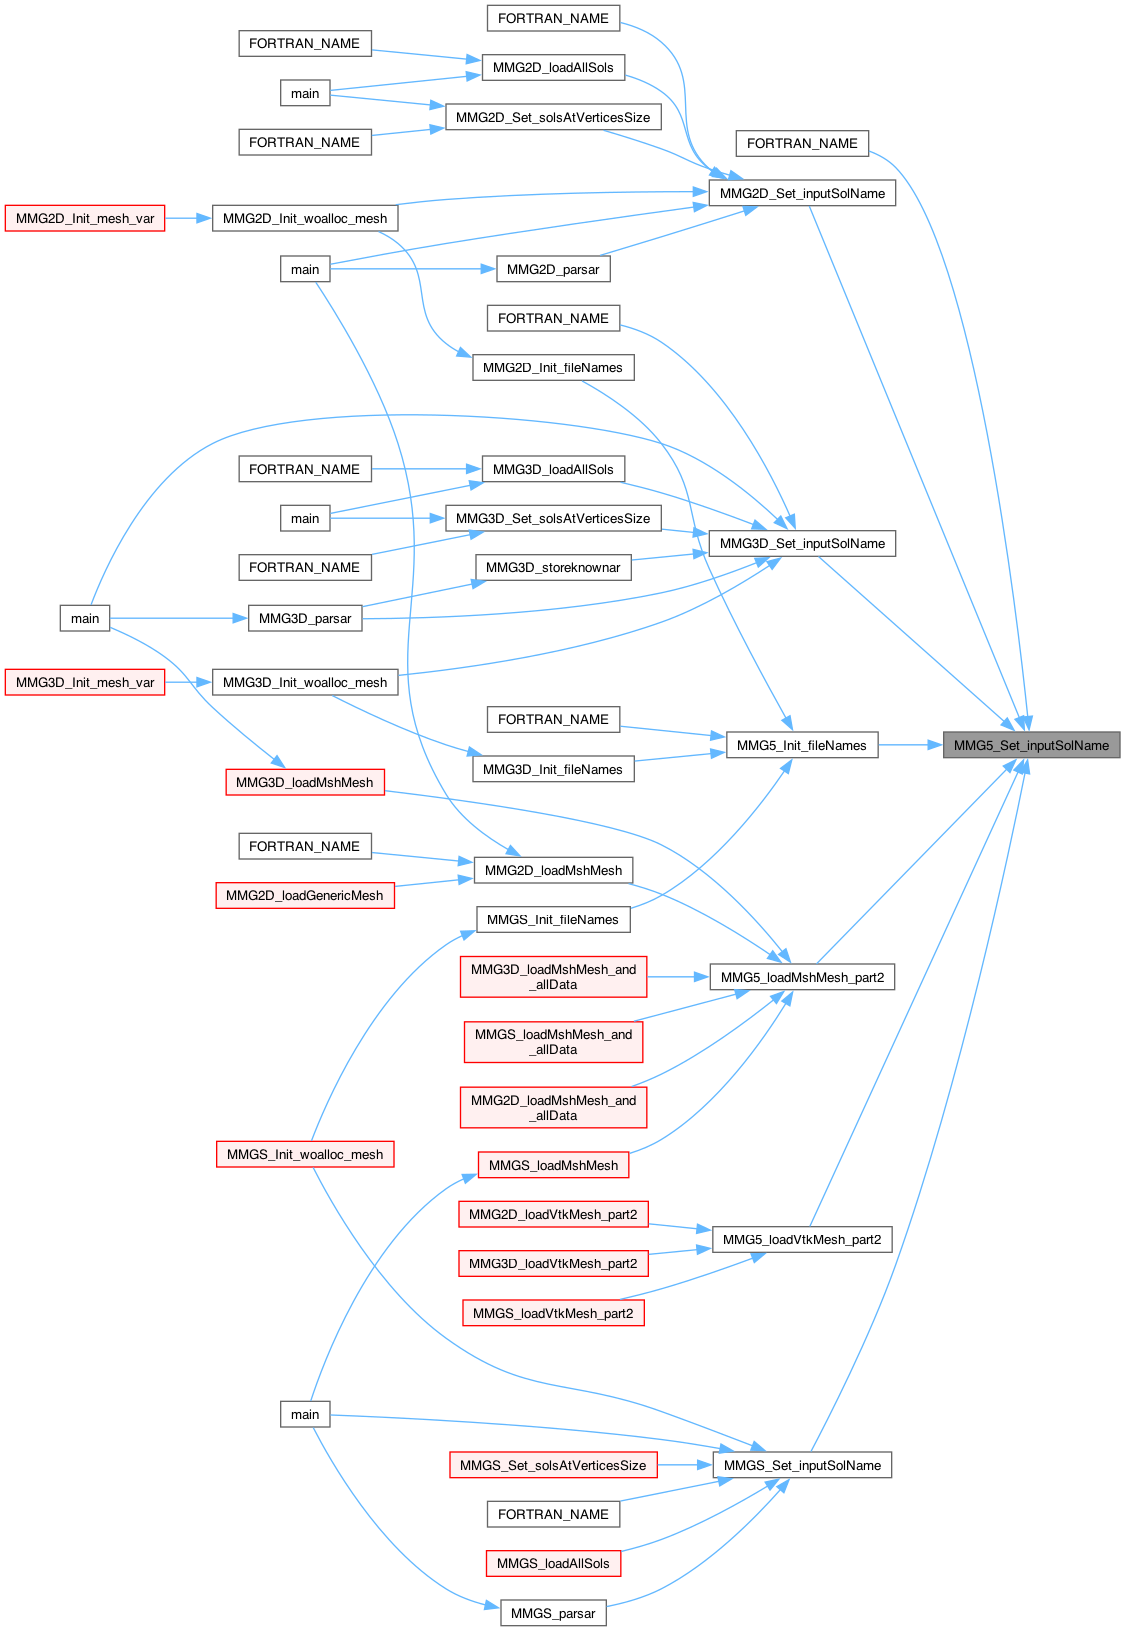 FORTRAN_NAME
FORTRAN_NAME
MMG2D_loadAllSols
main
MMG2D_Set_solsAtVerticesSize
FORTRAN_NAME
FORTRAN_NAME
MMG2D_Set_inputSolName
MMG2D_Init_mesh_var
MMG2D_Init_woalloc_mesh
main
MMG2D_parsar
FORTRAN_NAME
MMG2D_Init_fileNames
FORTRAN_NAME
MMG3D_loadAllSols
main
MMG3D_Set_solsAtVerticesSize
MMG3D_Set_inputSolName
FORTRAN_NAME
MMG3D_storeknownar
main
MMG3D_parsar
MMG3D_Init_mesh_var
MMG3D_Init_woalloc_mesh
FORTRAN_NAME
MMG5_Init_fileNames
MMG5_Set_inputSolName
MMG3D_Init_fileNames
MMG3D_loadMshMesh
FORTRAN_NAME
MMG2D_loadMshMesh
MMG2D_loadGenericMesh
MMGS_Init_fileNames
MMG3D_loadMshMesh_and
_allData
MMG5_loadMshMesh_part2
MMGS_loadMshMesh_and
_allData
MMG2D_loadMshMesh_and
_allData
MMGS_Init_woalloc_mesh
MMGS_loadMshMesh
MMG2D_loadVtkMesh_part2
MMG5_loadVtkMesh_part2
MMG3D_loadVtkMesh_part2
MMGS_loadVtkMesh_part2
main
MMGS_Set_solsAtVerticesSize
MMGS_Set_inputSolName
FORTRAN_NAME
MMGS_loadAllSols
MMGS_parsar